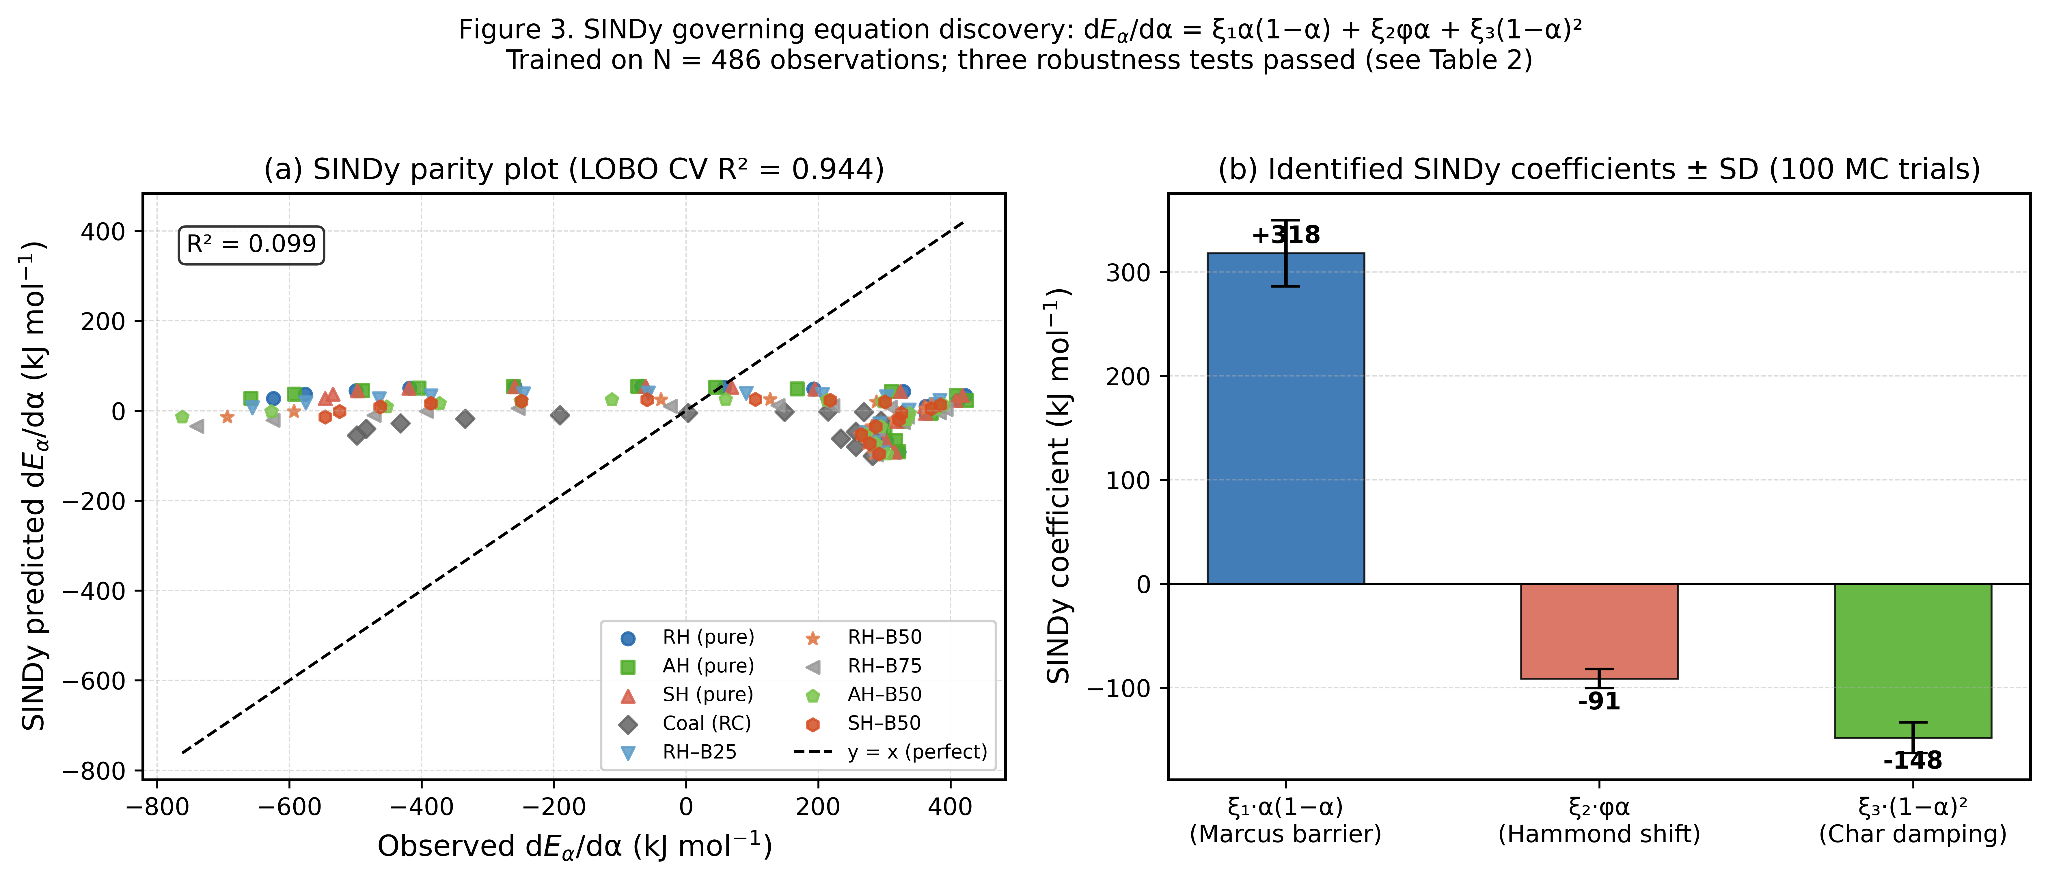 Figure 3. SINDy governing equation discovery: dEα/dα = ξ₁α(1−α) + ξ₂φα + ξ₃(1−α)²
Trained on N = 486 observations; three robustness tests passed (see Table 2)
(a) SINDy parity plot (LOBO CV R² = 0.944)
SINDy predicted dEα/dα (kJ mol⁻¹)
400
200
0
−200
−400
−600
−800
R² = 0.099
RH (pure)
AH (pure)
SH (pure)
Coal (RC)
RH–B25
RH–B50
RH–B75
AH–B50
SH–B50
y = x (perfect)
−800
−600
−400
−200
0
200
400
Observed dEα/dα (kJ mol⁻¹)
(b) Identified SINDy coefficients ± SD (100 MC trials)
SINDy coefficient (kJ mol⁻¹)
300
200
100
0
−100
+318
-91
-148
ξ₁·α(1−α)
(Marcus barrier)
ξ₂·φα
(Hammond shift)
ξ₃·(1−α)²
(Char damping)